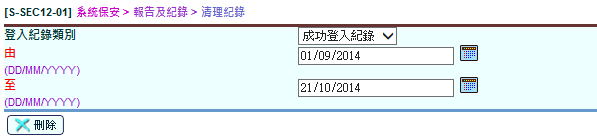 [S-SEC12-01] 系統保安 > 報告及紀錄 > 清理紀錄
登入紀錄類別 成功登入紀錄
由 01/09/2014
(DD/MM/YYYY)
至 21/10/2014
(DD/MM/YYYY)
刪除